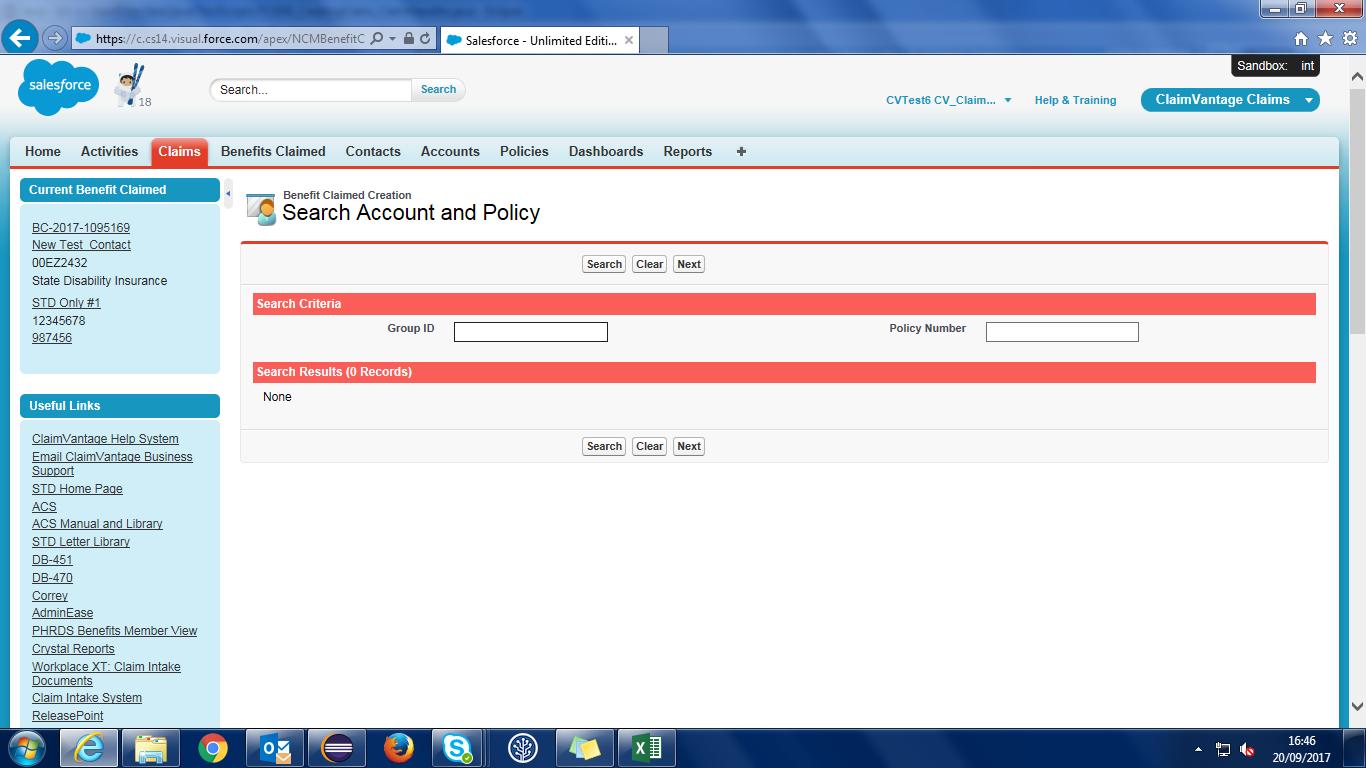 https://c.cs14.visual.force.com/apex/NCMBenefitC
Salesforce - Unlimited Editi...
Sandbox: int
salesforce
18
Search...
Search
CVTest6 CV_Claim...
Help & Training
ClaimVantage Claims
Home
Activities
Claims
Benefits Claimed
Contacts
Accounts
Policies
Dashboards
Reports
Current Benefit Claimed
BC-2017-1095169
New Test_Contact
00EZ2432
State Disability Insurance
STD Only #1
12345678
987456
Useful Links
ClaimVantage Help System
Email ClaimVantage Business
Support
STD Home Page
ACS
ACS Manual and Library
STD Letter Library
DB-451
DB-470
Correy
AdminEase
PHRDS Benefits Member View
Crystal Reports
Workplace XT: Claim Intake
Documents
Claim Intake System
ReleasePoint
Benefit Claimed Creation
Search Account and Policy
Search Clear Next
Search Criteria
Group ID
Policy Number
Search Results (0 Records)
None
Search Clear Next
16:46
20/09/2017